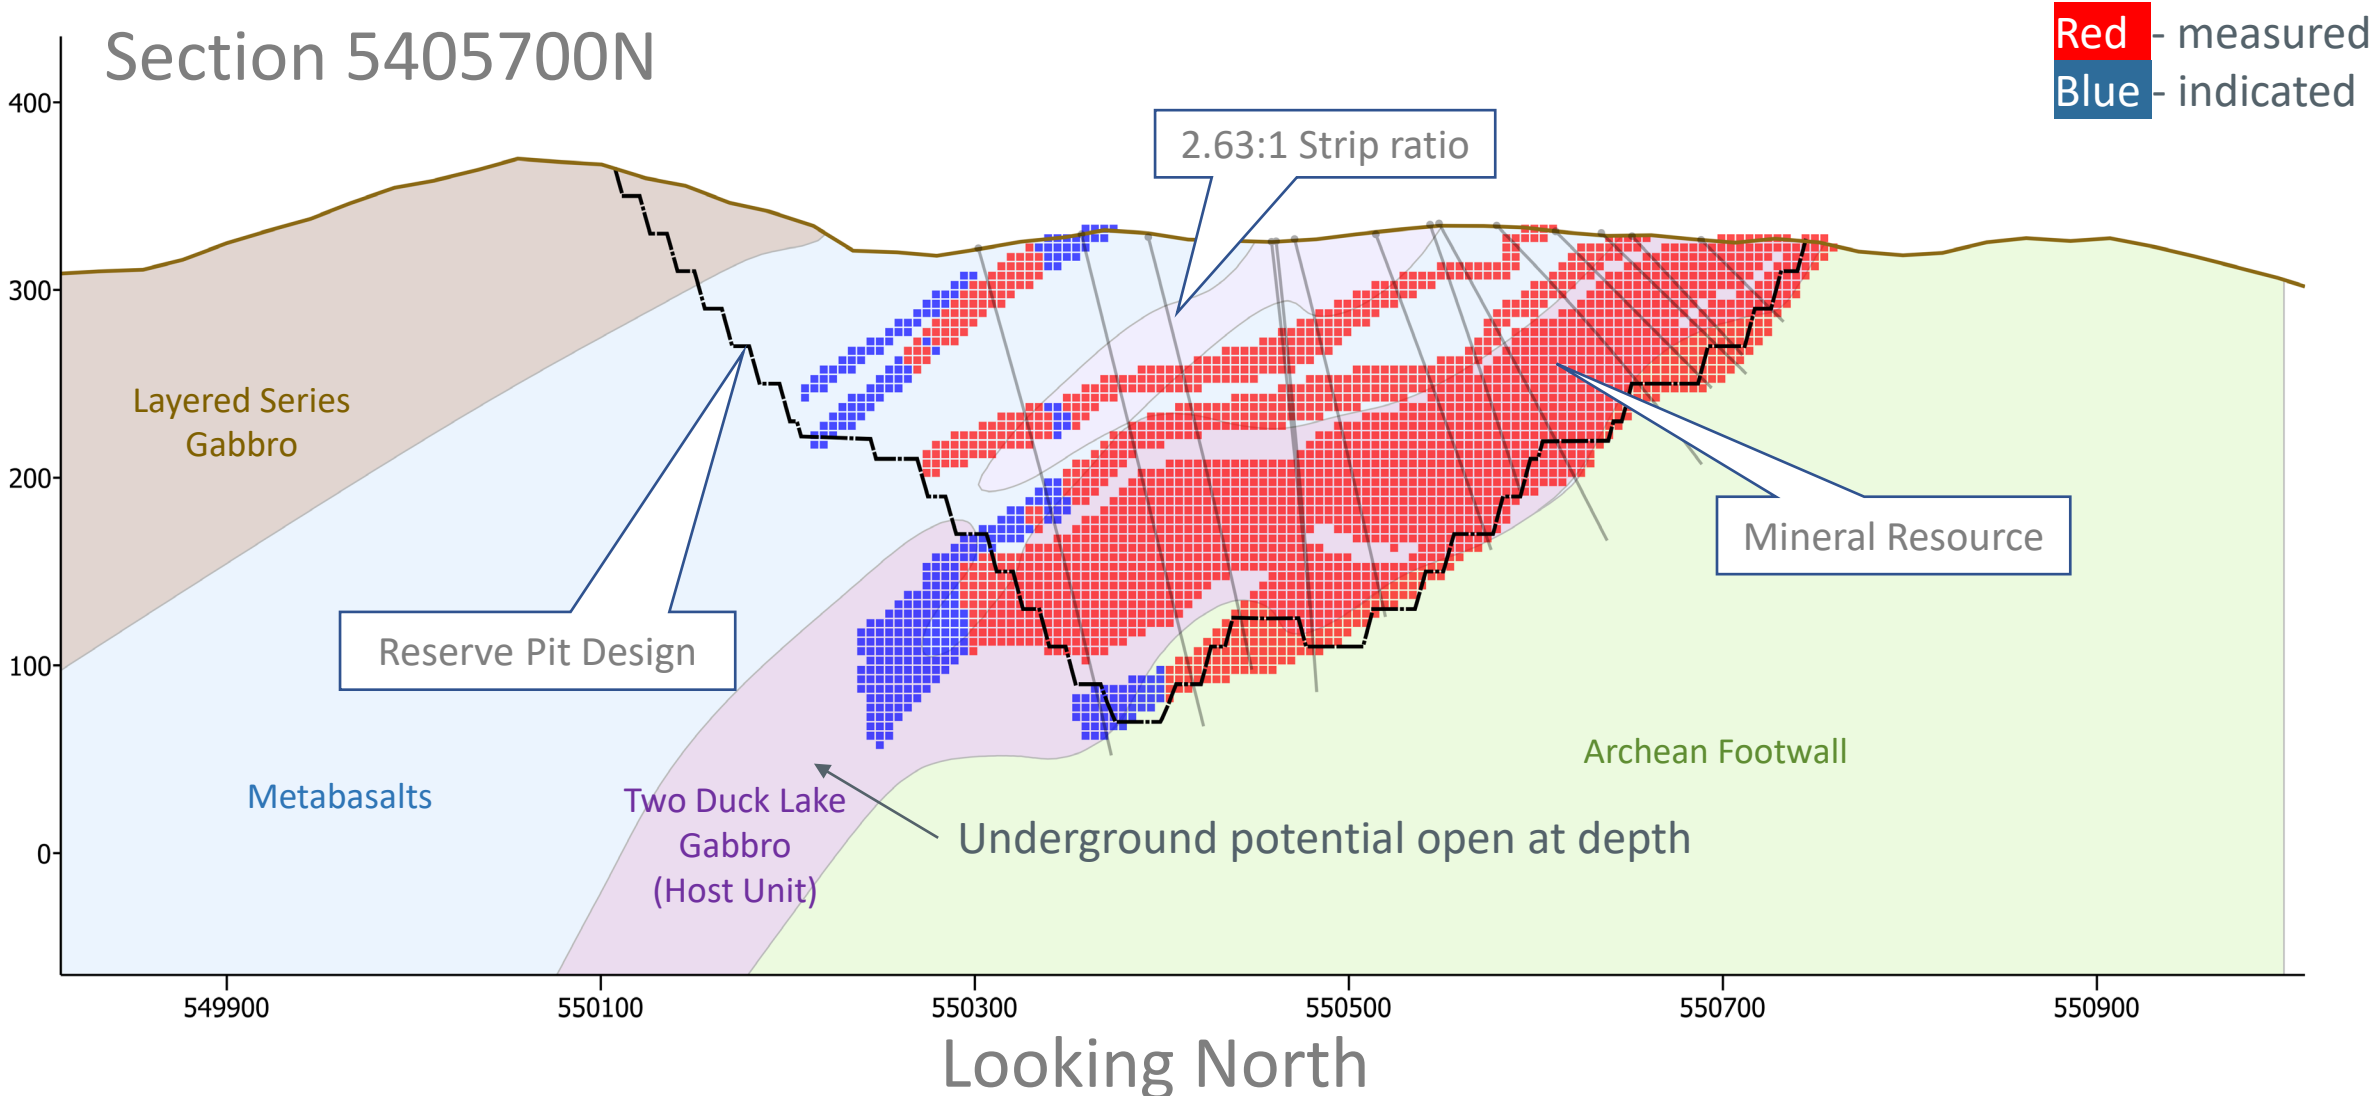 Section 5405700N
Red - measured
Blue - indicated
400
2.63:1 Strip ratio
300
Layered Series
Gabbro
200
Mineral Resource
Reserve Pit Design
100
Archean Footwall
Metabasalts
Two Duck Lake
Gabbro
(Host Unit)
Underground potential open at depth
0
549900 550100 550300 550500 550700 550900
Looking North